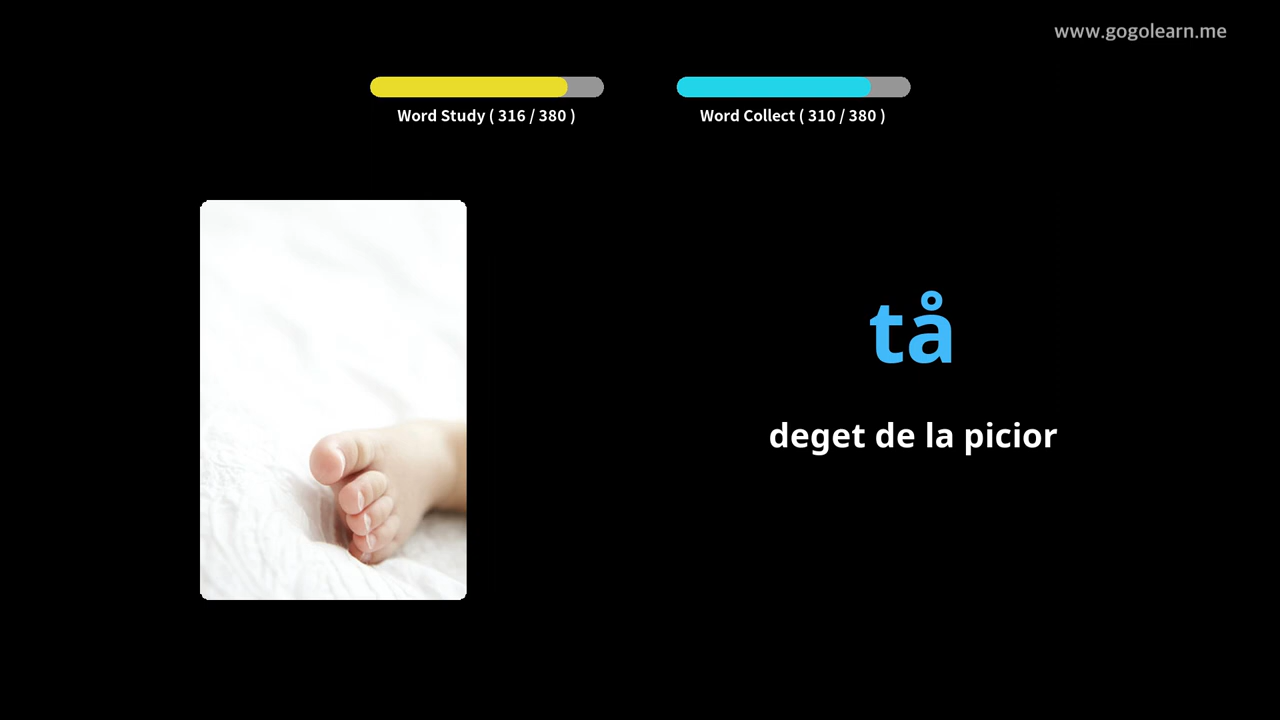 www.gogolearn.me
Word Study ( 316 / 380 )
Word Collect ( 310 / 380 )
tå
deget de la picior